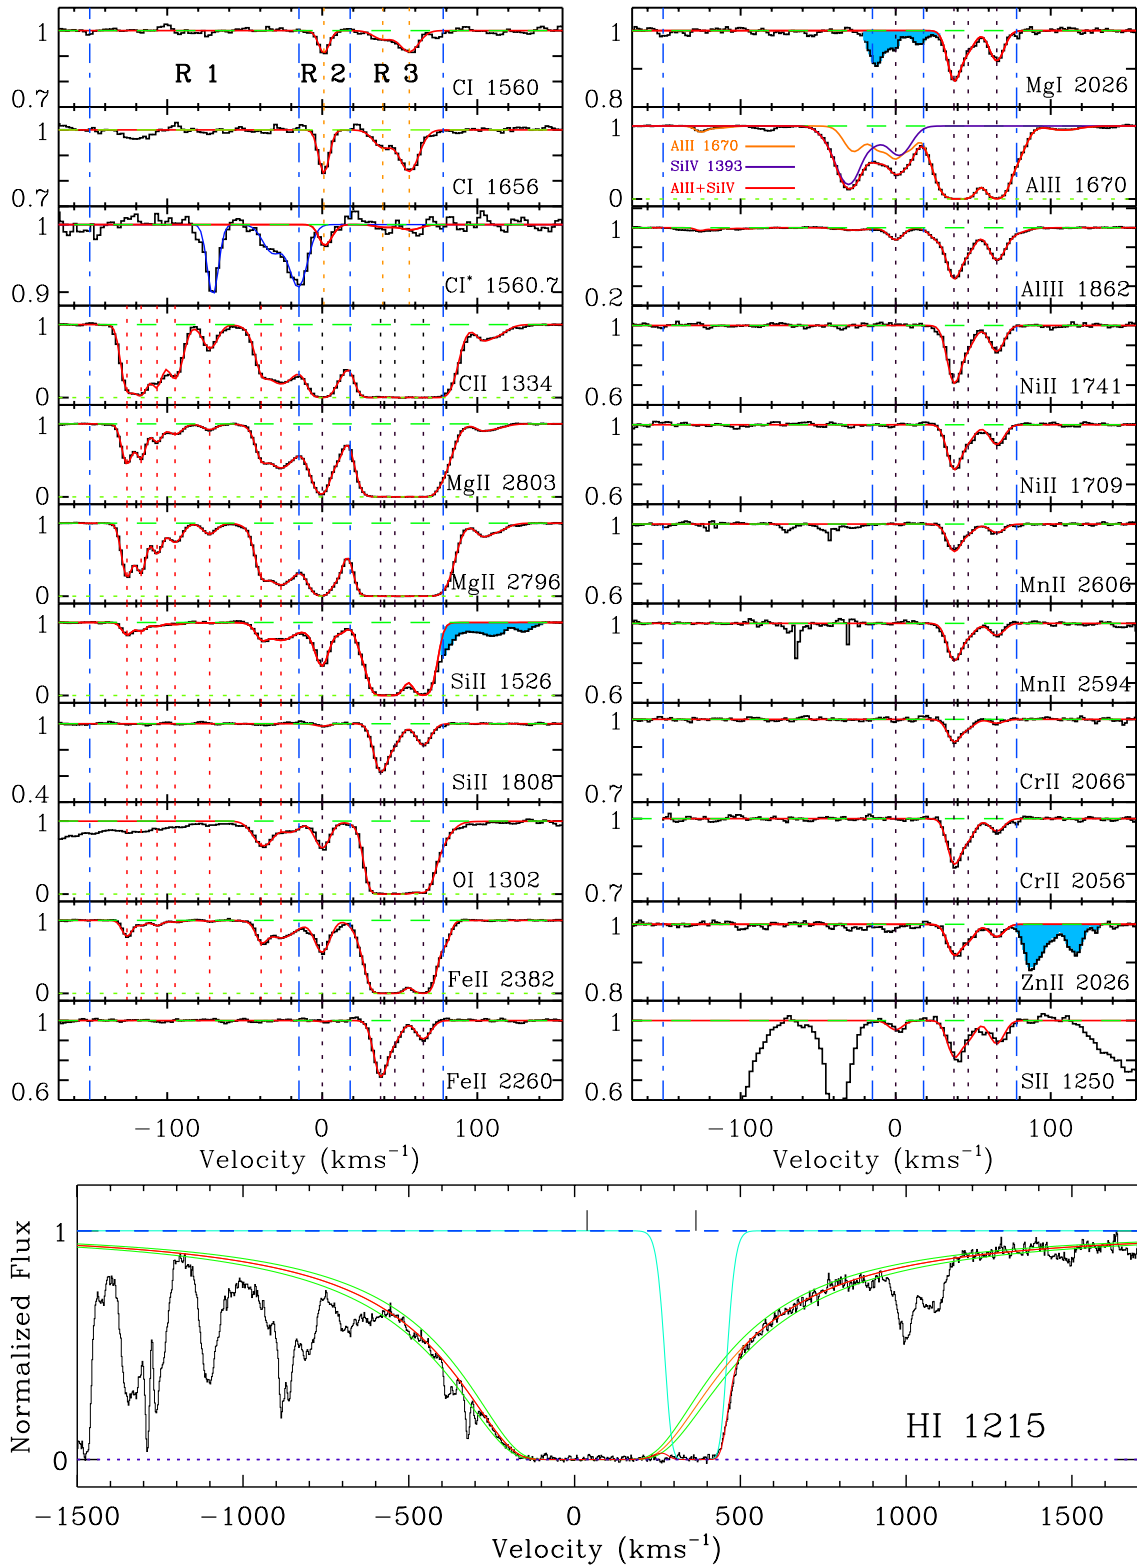 1
R 1 R 2 R 3
CI 1560
0.7
1
CI 1656
0.7
1
CI* 1560.7
0.9
1
CII 1334
0
1
MgII 2803
0
1
MgII 2796
0
1
SiII 1526
0
1
SiII 1808
0.4
1
OI 1302
0
1
FeII 2382
0
1
FeII 2260
0.6
−100 0 100
Velocity (kms⁻¹)
1
MgI 2026
0.8
1
AlII 1670
SiIV 1393
AlII+SiIV
AlII 1670
0
1
AlIII 1862
0.2
1
NiII 1741
0.6
1
NiII 1709
0.6
1
MnII 2606
0.6
1
MnII 2594
0.6
1
CrII 2066
0.7
1
CrII 2056
0.7
1
ZnII 2026
0.8
1
SII 1250
0.6
−100 0 100
Velocity (kms⁻¹)
Normalized Flux
1
0
HI 1215
−1500 −1000 −500 0 500 1000 1500
Velocity (kms⁻¹)